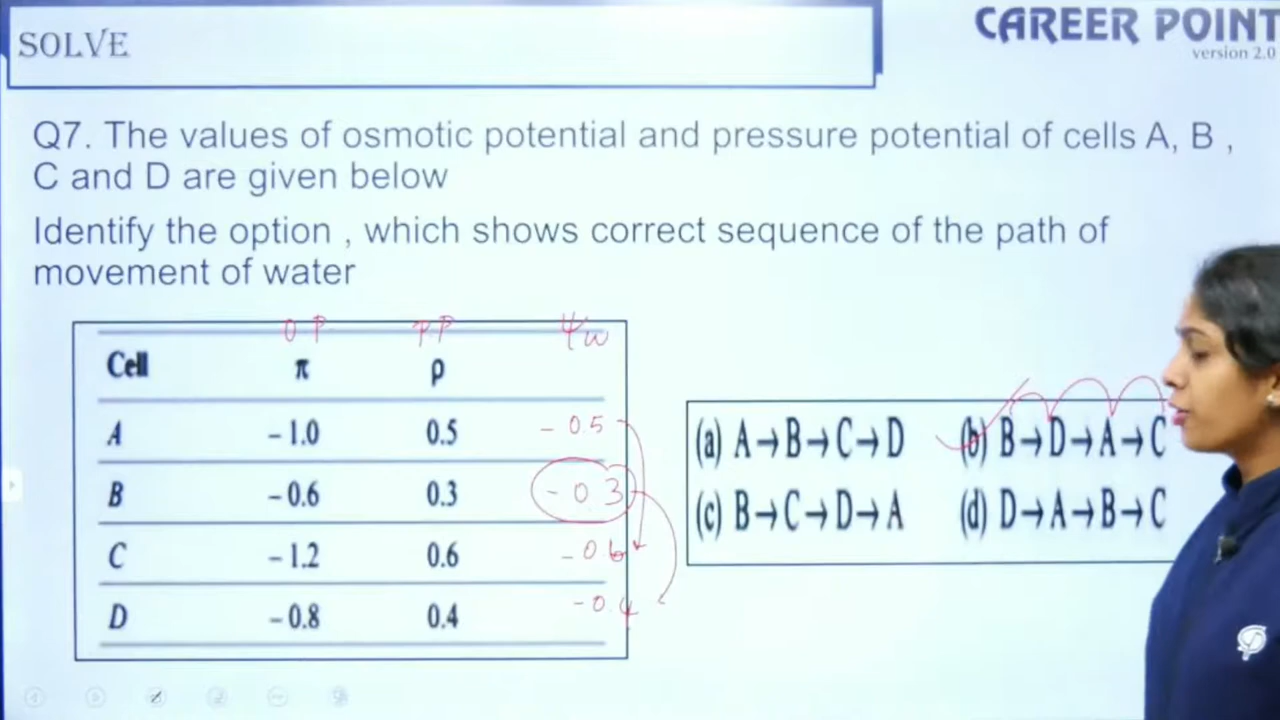 SOLVE
CAREER POINT
version 2.0
Q7. The values of osmotic potential and pressure potential of cells A, B ,
C and D are given below
Identify the option , which shows correct sequence of the path of
movement of water
O P P.P Ψw
Cell π ρ
A -1.0 0.5 - 0.5
B -0.6 0.3 - 0.3
C -1.2 0.6 - 0.6
D -0.8 0.4 - 0.4
(a) A→B→C→D (b) B→D→A→C
(c) B→C→D→A (d) D→A→B→C